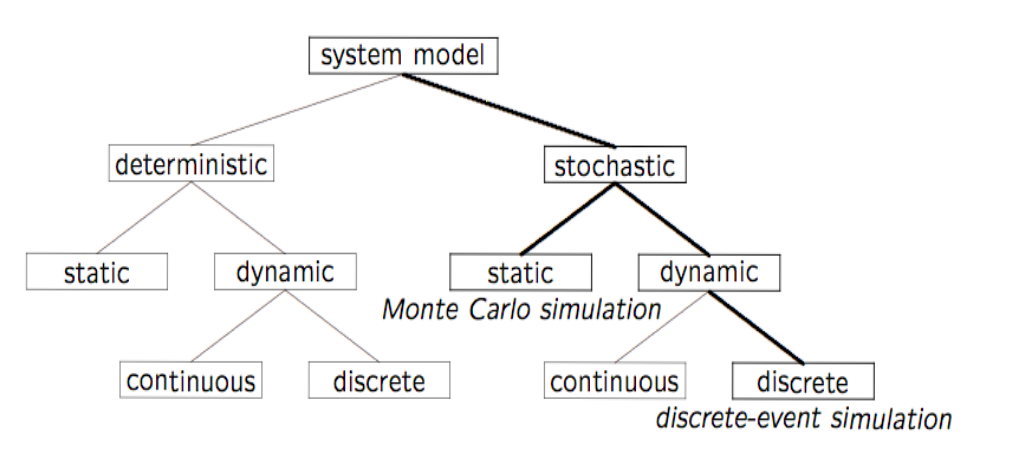 system model
deterministic
stochastic
static
dynamic
static
dynamic
Monte Carlo simulation
continuous
discrete
continuous
discrete
discrete-event simulation